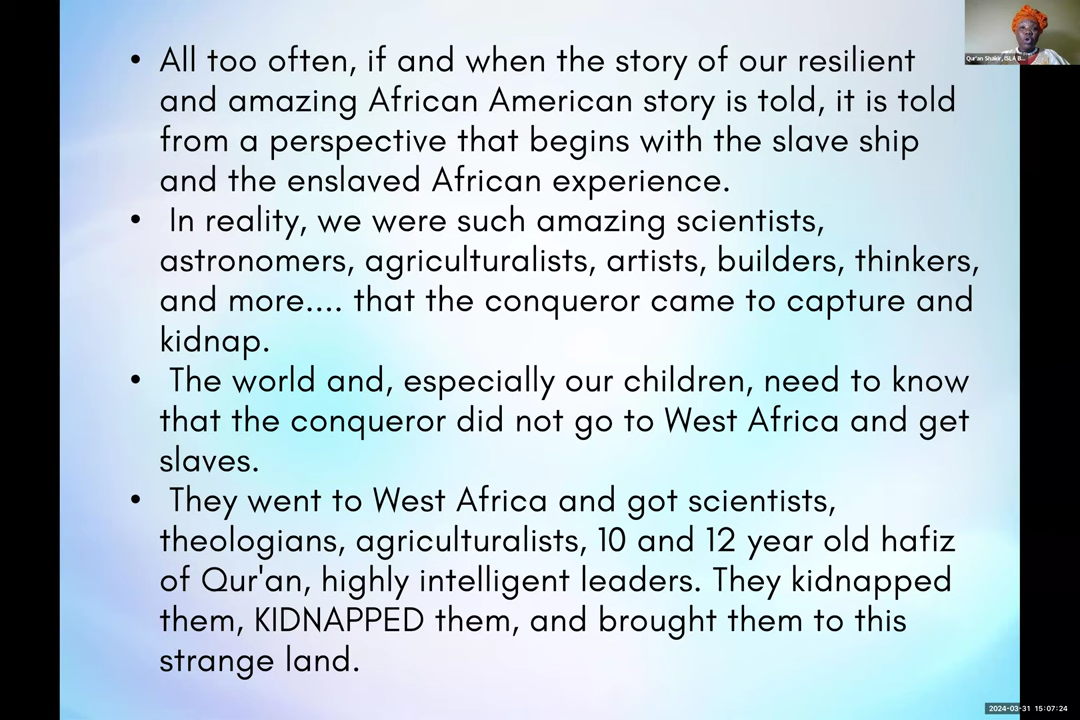 • All too often, if and when the story of our resilient
and amazing African American story is told, it is told
from a perspective that begins with the slave ship
and the enslaved African experience.
• In reality, we were such amazing scientists,
astronomers, agriculturalists, artists, builders, thinkers,
and more.... that the conqueror came to capture and
kidnap.
• The world and, especially our children, need to know
that the conqueror did not go to West Africa and get
slaves.
• They went to West Africa and got scientists,
theologians, agriculturalists, 10 and 12 year old hafiz
of Qur'an, highly intelligent leaders. They kidnapped
them, KIDNAPPED them, and brought them to this
strange land.
Qur'an Shakir, ISLA B...
2024-03-31 15:07:24